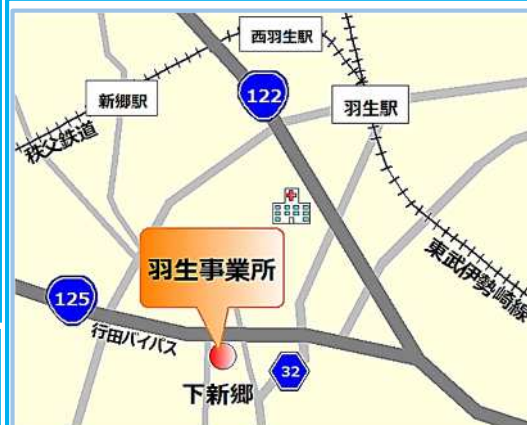 西羽生駅
新郷駅
122
羽生駅
秩父鉄道
羽生事業所
東武伊勢崎線
125
行田バイパス
32
下新郷